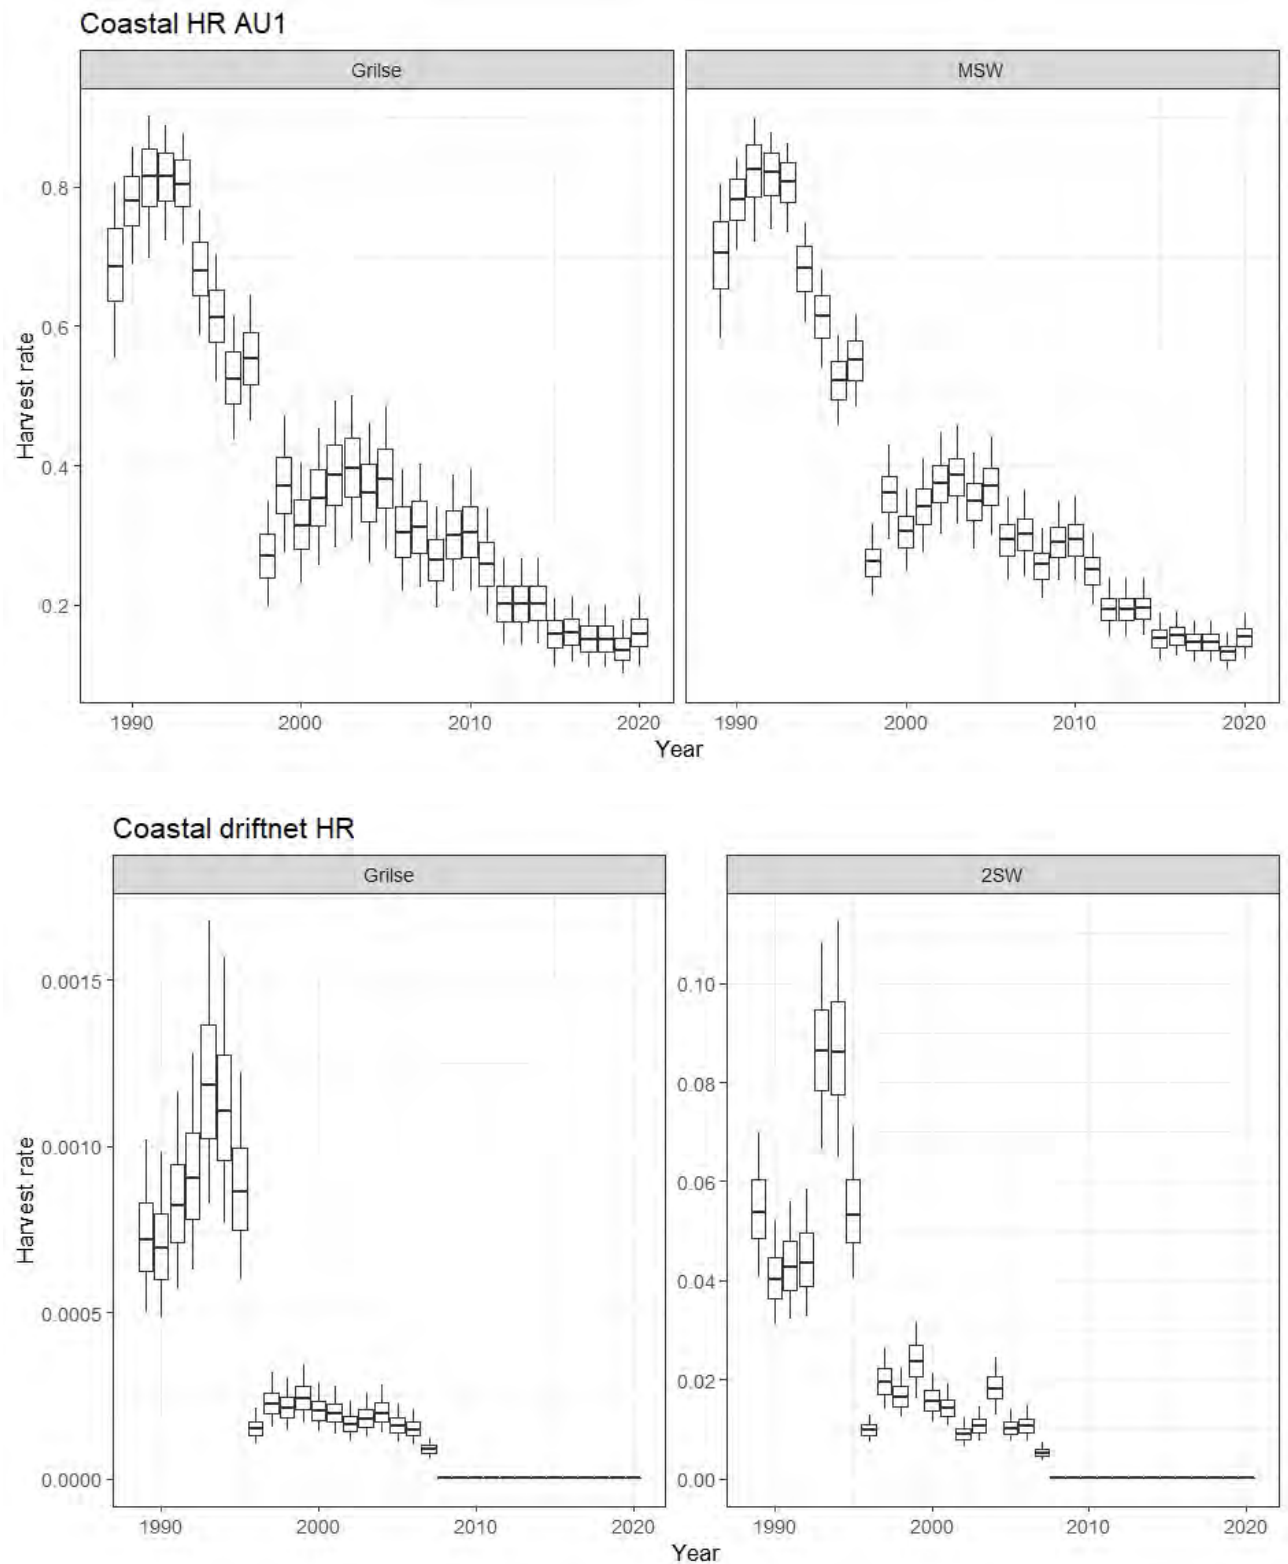 Coastal HR AU1
Grilse
MSW
Harvest rate
0.8
0.6
0.4
0.2
1990 2000 2010 2020
1990 2000 2010 2020
Year
Coastal driftnet HR
Grilse
2SW
Harvest rate
0.0015
0.0010
0.0005
0.0000
0.10
0.08
0.06
0.04
0.02
0.00
1990 2000 2010 2020
1990 2000 2010 2020
Year